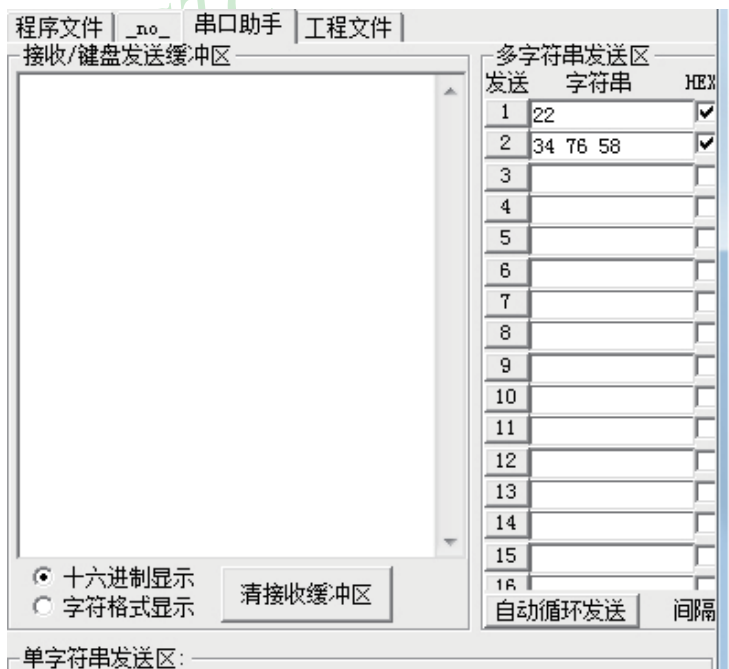 程序文件 _no_ 串口助手 工程文件
接收/键盘发送缓冲区
多字符串发送区
发送 字符串 HEX
1 22
2 34 76 58
3
4
5
6
7
8
9
10
11
12
13
14
15
16
十六进制显示
字符格式显示
清接收缓冲区
自动循环发送 间隔
单字符串发送区: